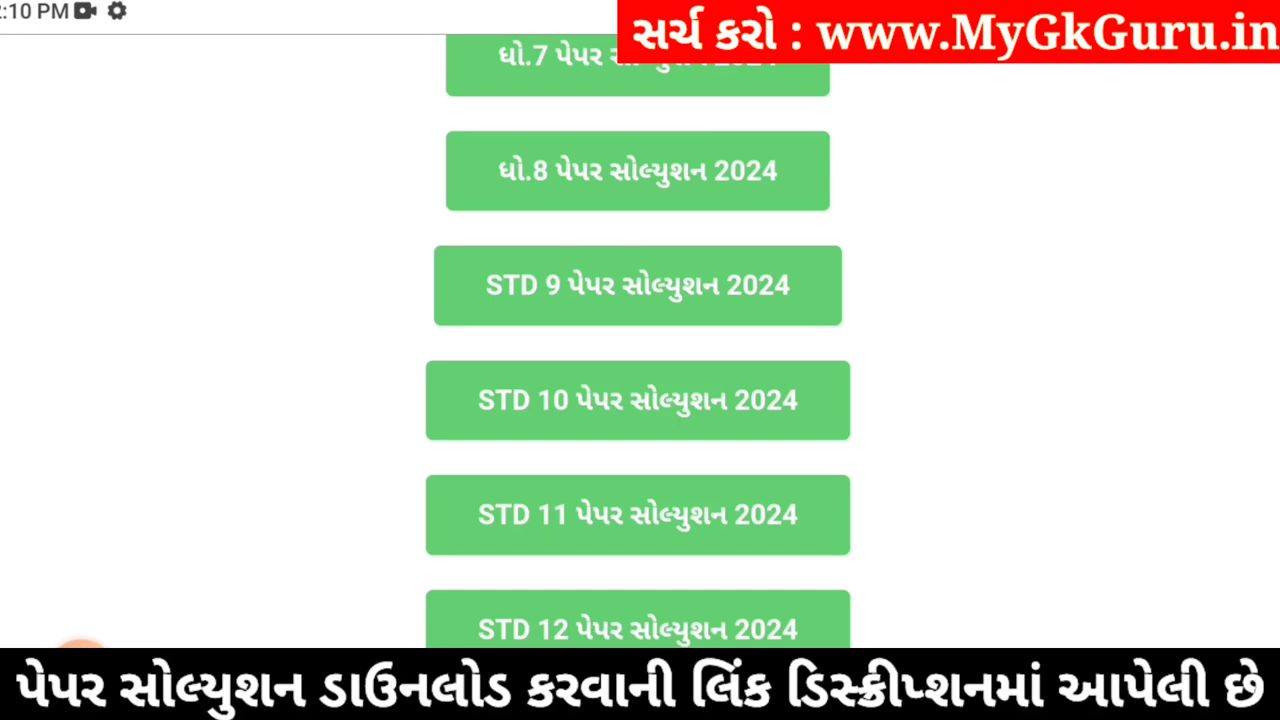 :10 PM
સર્ચ કરો : www.MyGkGuru.in
ધો.7 પેપર
ધો.8 પેપર સોલ્યુશન 2024
STD 9 પેપર સોલ્યુશન 2024
STD 10 પેપર સોલ્યુશન 2024
STD 11 પેપર સોલ્યુશન 2024
STD 12 પેપર સોલ્યુશન 2024
પેપર સોલ્યુશન ડાઉનલોડ કરવાની લિંક ડિસ્ક્રીપ્શનમાં આપેલી છે